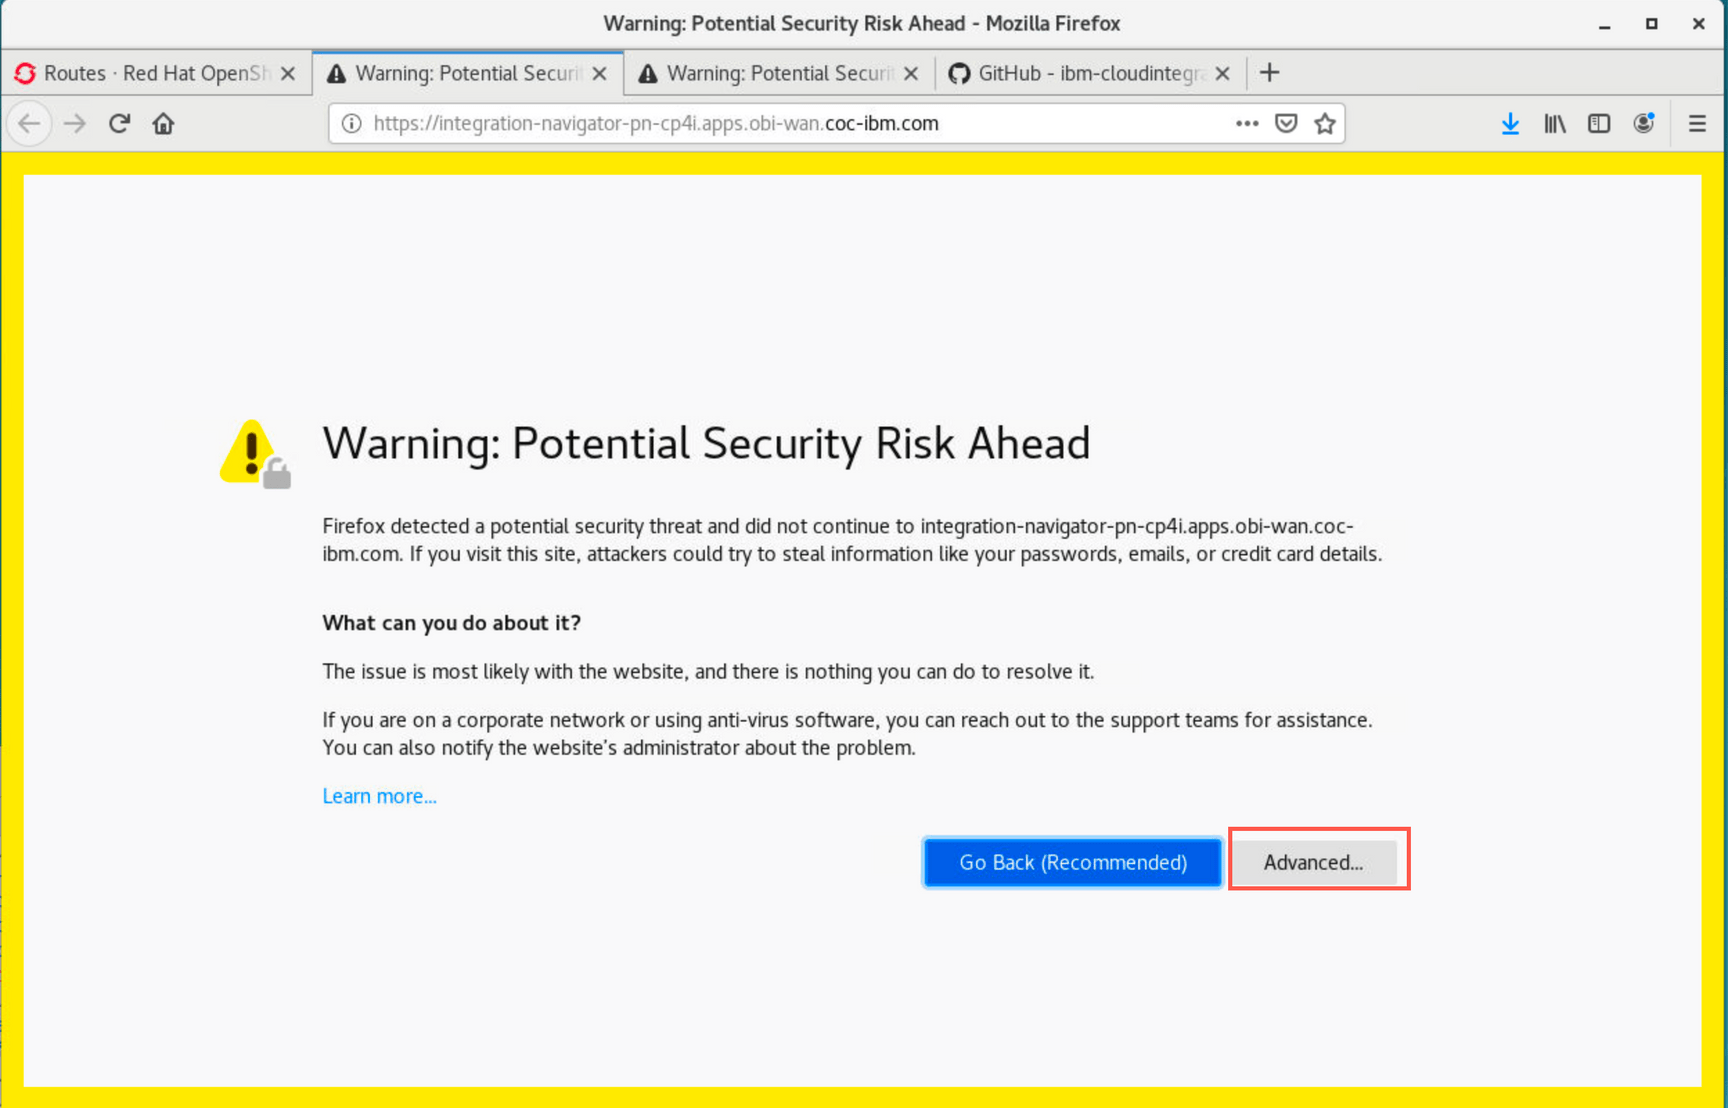 Warning: Potential Security Risk Ahead - Mozilla Firefox
Routes · Red Hat OpenSh
Warning: Potential Securit
Warning: Potential Securit
GitHub - ibm-cloudintegra
https://integration-navigator-pn-cp4i.apps.obi-wan.coc-ibm.com
Warning: Potential Security Risk Ahead
Firefox detected a potential security threat and did not continue to integration-navigator-pn-cp4i.apps.obi-wan.coc-
ibm.com. If you visit this site, attackers could try to steal information like your passwords, emails, or credit card details.
What can you do about it?
The issue is most likely with the website, and there is nothing you can do to resolve it.
If you are on a corporate network or using anti-virus software, you can reach out to the support teams for assistance.
You can also notify the website's administrator about the problem.
Learn more...
Go Back (Recommended)
Advanced...